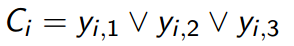 C_i = y_{i,1} ∨ y_{i,2} ∨ y_{i,3}